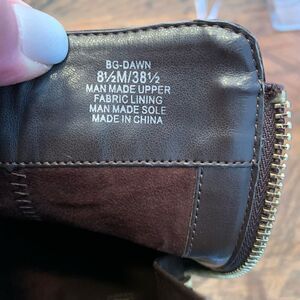 BG-DAWN
8½M/38½
MAN MADE UPPER
FABRIC LINING
MAN MADE SOLE
MADE IN CHINA